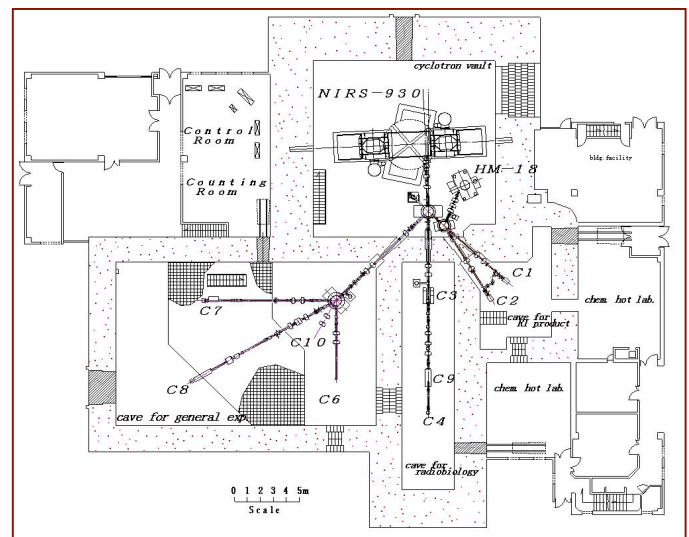 cyclotron vault
NIRS-930
Control
Room
bldg.facility
HM-18
Counting
Room
C1
C2
C3
chem. hot lab.
C7
cave for
RI product
C10
C9
chem. hot lab.
C8
C6
cave for general exp.
C4
cave for
radiobiology
0 1 2 3 4 5m
Scale